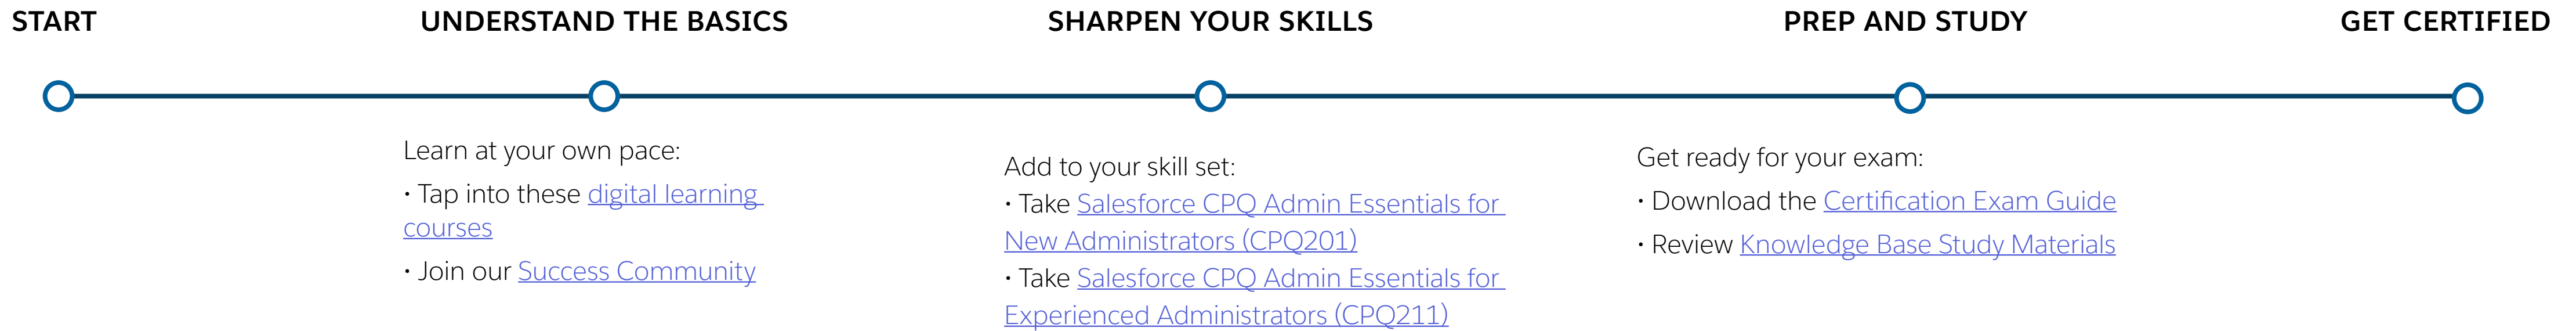 START
UNDERSTAND THE BASICS
SHARPEN YOUR SKILLS
PREP AND STUDY
GET CERTIFIED
Learn at your own pace:
• Tap into these digital learning
courses
• Join our Success Community
Add to your skill set:
• Take Salesforce CPQ Admin Essentials for
New Administrators (CPQ201)
• Take Salesforce CPQ Admin Essentials for
Experienced Administrators (CPQ211)
Get ready for your exam:
• Download the Certification Exam Guide
• Review Knowledge Base Study Materials